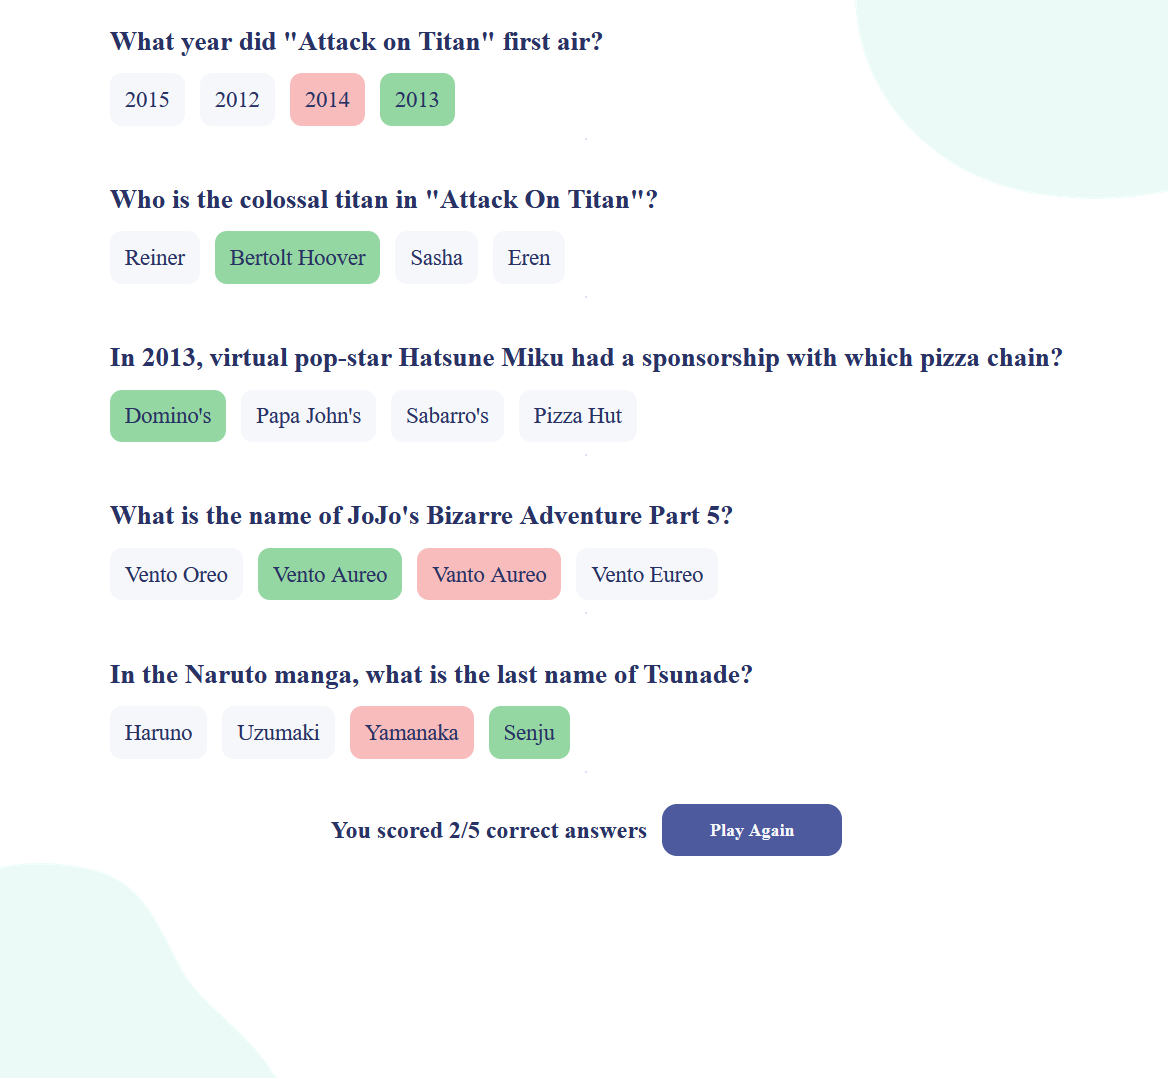 What year did "Attack on Titan" first air?
2015 2012 2014 2013
Who is the colossal titan in "Attack On Titan"?
Reiner Bertolt Hoover Sasha Eren
In 2013, virtual pop-star Hatsune Miku had a sponsorship with which pizza chain?
Domino's Papa John's Sabarro's Pizza Hut
What is the name of JoJo's Bizarre Adventure Part 5?
Vento Oreo Vento Aureo Vanto Aureo Vento Eureo
In the Naruto manga, what is the last name of Tsunade?
Haruno Uzumaki Yamanaka Senju
You scored 2/5 correct answers Play Again